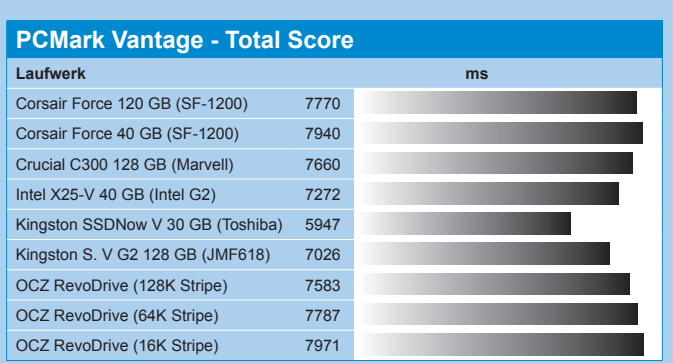 PCMark Vantage - Total Score
Laufwerk ms
Corsair Force 120 GB (SF-1200) 7770
Corsair Force 40 GB (SF-1200) 7940
Crucial C300 128 GB (Marvell) 7660
Intel X25-V 40 GB (Intel G2) 7272
Kingston SSDNow V 30 GB (Toshiba) 5947
Kingston S. V G2 128 GB (JMF618) 7026
OCZ RevoDrive (128K Stripe) 7583
OCZ RevoDrive (64K Stripe) 7787
OCZ RevoDrive (16K Stripe) 7971